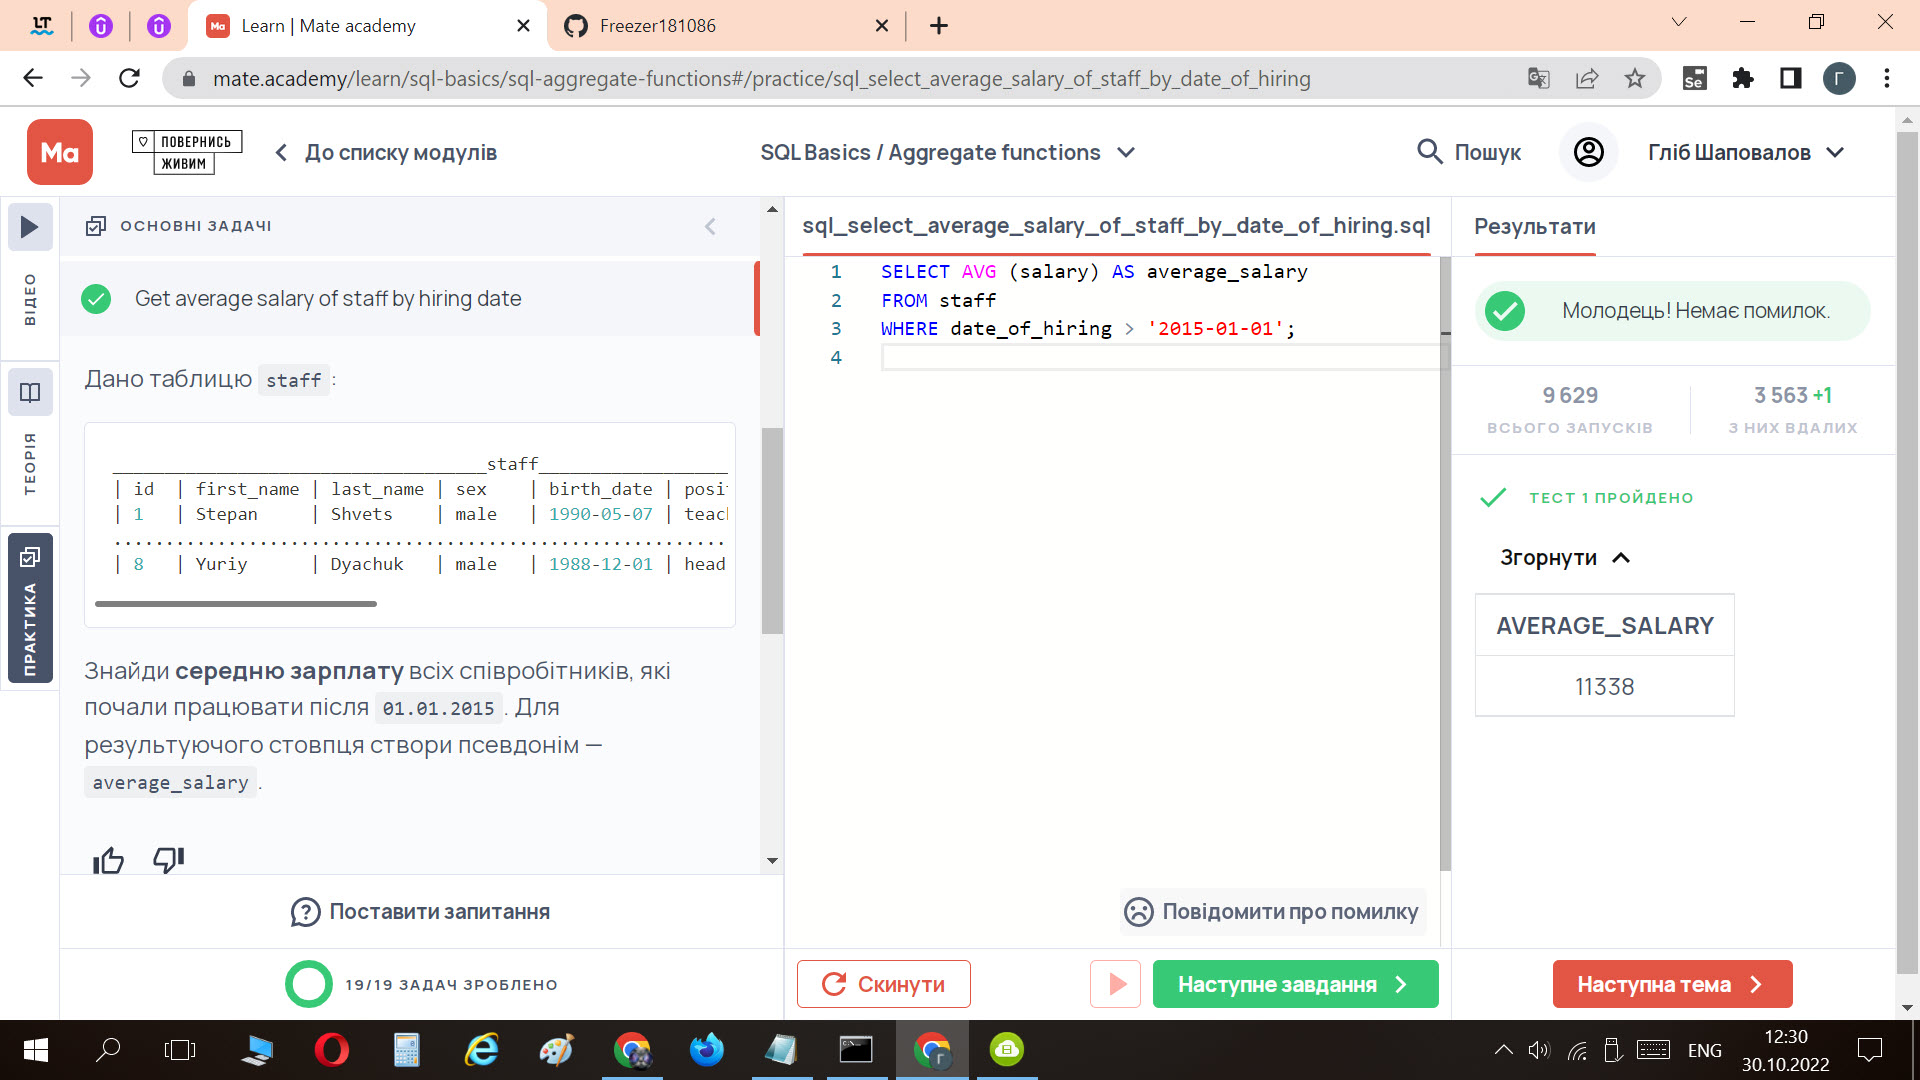 Learn | Mate academy
Freezer181086
mate.academy/learn/sql-basics/sql-aggregate-functions#/practice/sql_select_average_salary_of_staff_by_date_of_hiring
Ma
ПОВЕРНИСЬ
ЖИВИМ
До списку модулів
SQL Basics / Aggregate functions
Пошук
Гліб Шаповалов
ВІДЕО
ТЕОРІЯ
ПРАКТИКА
ОСНОВНІ ЗАДАЧІ
Get average salary of staff by hiring date
Дано таблицю staff :
____________________________________staff__________________
| id | first_name | last_name | sex | birth_date | posi
| 1 | Stepan | Shvets | male | 1990-05-07 | teac
...........................................................
| 8 | Yuriy | Dyachuk | male | 1988-12-01 | head
Знайди середню зарплату всіх співробітників, які
почали працювати після 01.01.2015 . Для
результуючого стовпця створи псевдонім —
average_salary .
Поставити запитання
19/19 ЗАДАЧ ЗРОБЛЕНО
sql_select_average_salary_of_staff_by_date_of_hiring.sql
1 SELECT AVG (salary) AS average_salary
2 FROM staff
3 WHERE date_of_hiring > '2015-01-01';
4
Повідомити про помилку
Скинути
Наступне завдання
Результати
Молодець! Немає помилок.
9 629
ВСЬОГО ЗАПУСКІВ
3 563 +1
З НИХ ВДАЛИХ
ТЕСТ 1 ПРОЙДЕНО
Згорнути
AVERAGE_SALARY
11338
Наступна тема
ENG
12:30
30.10.2022